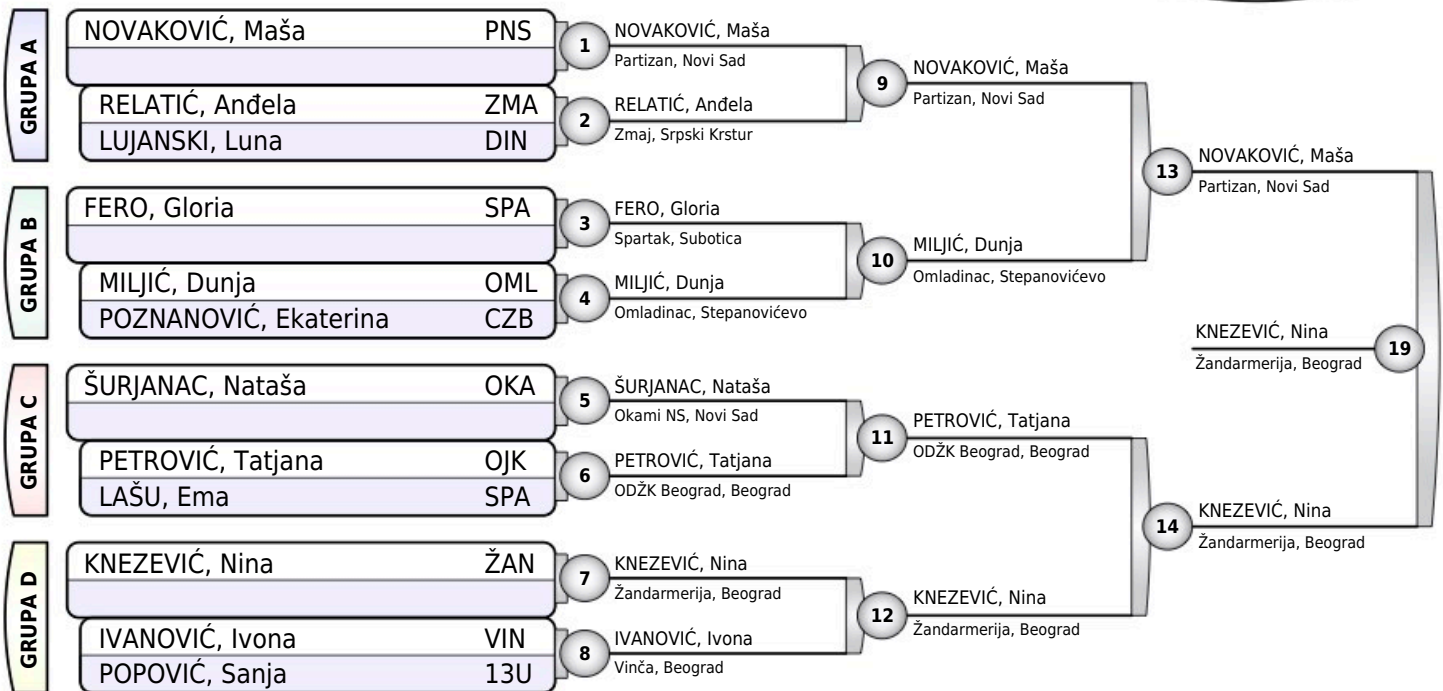 GRUPA A
NOVAKOVIĆ, Maša PNS
RELATIĆ, Anđela ZMA
LUJANSKI, Luna DIN
GRUPA B
FERO, Gloria SPA
MILJIĆ, Dunja OML
POZNANOVIĆ, Ekaterina CZB
GRUPA C
ŠURJANAC, Nataša OKA
PETROVIĆ, Tatjana OJK
LAŠU, Ema SPA
GRUPA D
KNEZEVIĆ, Nina ŽAN
IVANOVIĆ, Ivona VIN
POPOVIĆ, Sanja 13U
1
NOVAKOVIĆ, Maša
Partizan, Novi Sad
2
RELATIĆ, Anđela
Zmaj, Srpski Krstur
3
FERO, Gloria
Spartak, Subotica
4
MILJIĆ, Dunja
Omladinac, Stepanovićevo
5
ŠURJANAC, Nataša
Okami NS, Novi Sad
6
PETROVIĆ, Tatjana
ODŽK Beograd, Beograd
7
KNEZEVIĆ, Nina
Žandarmerija, Beograd
8
IVANOVIĆ, Ivona
Vinča, Beograd
9
NOVAKOVIĆ, Maša
Partizan, Novi Sad
10
MILJIĆ, Dunja
Omladinac, Stepanovićevo
11
PETROVIĆ, Tatjana
ODŽK Beograd, Beograd
12
KNEZEVIĆ, Nina
Žandarmerija, Beograd
13
NOVAKOVIĆ, Maša
Partizan, Novi Sad
14
KNEZEVIĆ, Nina
Žandarmerija, Beograd
KNEZEVIĆ, Nina
Žandarmerija, Beograd
19